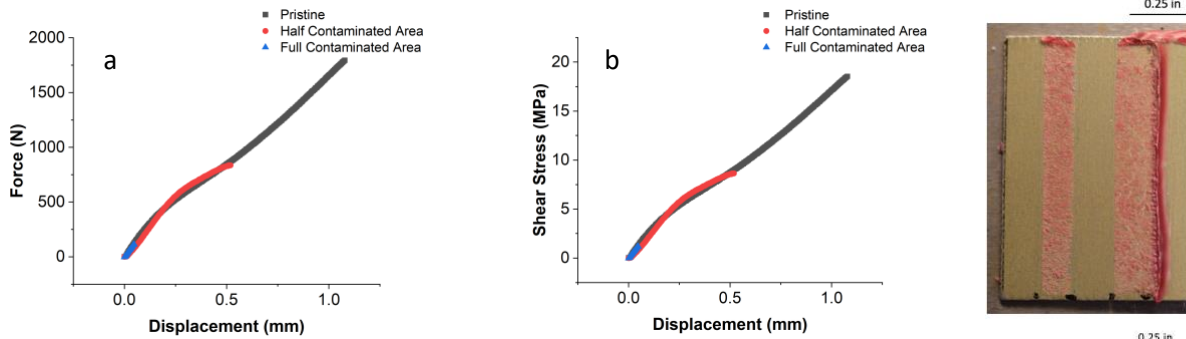 Pristine
Half Contaminated Area
Full Contaminated Area
a
2000
1500
1000
500
0
Force (N)
0.0 0.5 1.0
Displacement (mm)
Pristine
Half Contaminated Area
Full Contaminated Area
b
20
15
10
5
0
Shear Stress (MPa)
0.0 0.5 1.0
Displacement (mm)
0.25 in
0.25 in